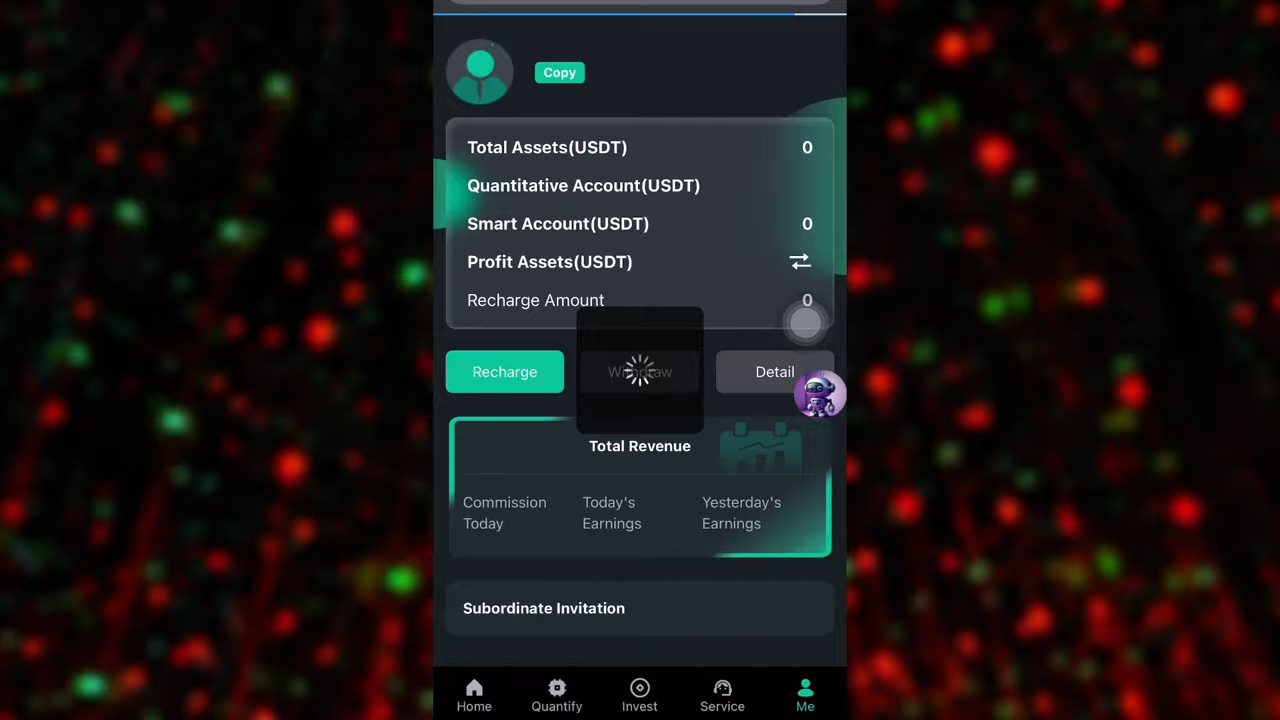 Copy
Total Assets(USDT) 0
Quantitative Account(USDT)
Smart Account(USDT) 0
Profit Assets(USDT)
Recharge Amount 0
Recharge Withdraw Detail
Total Revenue
Commission Today's Yesterday's
Today Earnings Earnings
Subordinate Invitation
Home Quantify Invest Service Me